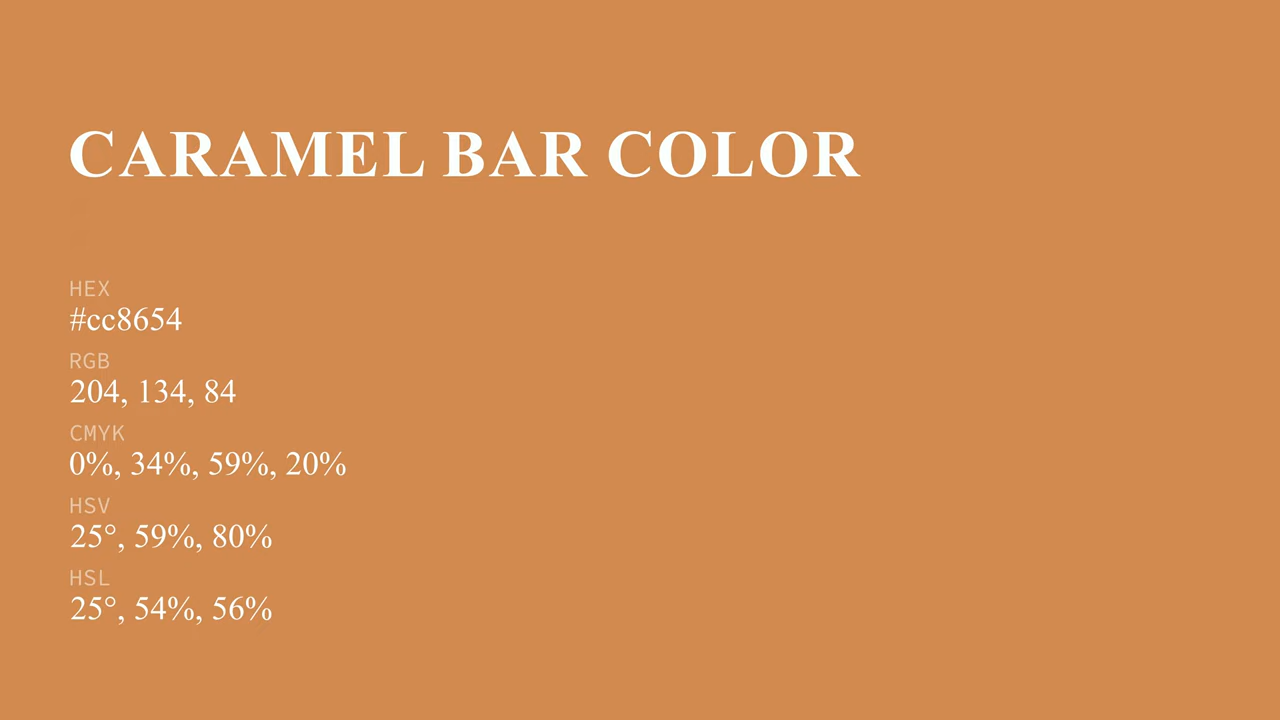 CARAMEL BAR COLOR
HEX
#cc8654
RGB
204, 134, 84
CMYK
0%, 34%, 59%, 20%
HSV
25°, 59%, 80%
HSL
25°, 54%, 56%